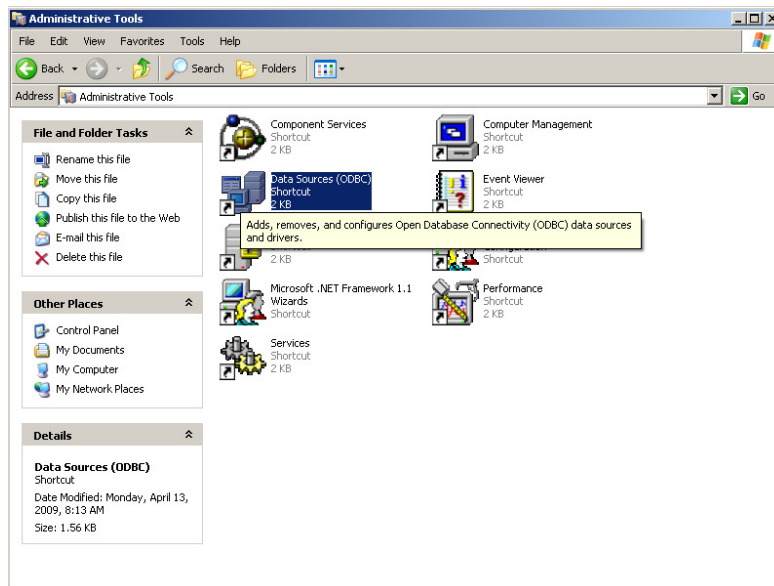 Administrative Tools
File Edit View Favorites Tools Help
Back Search Folders
Address Administrative Tools Go
File and Folder Tasks
Rename this file
Move this file
Copy this file
Publish this file to the Web
E-mail this file
Delete this file
Other Places
Control Panel
My Documents
My Computer
My Network Places
Details
Data Sources (ODBC)
Shortcut
Date Modified: Monday, April 13,
2009, 8:13 AM
Size: 1.56 KB
Component Services
Shortcut
2 KB
Computer Management
Shortcut
2 KB
Data Sources (ODBC)
Shortcut
2 KB
Event Viewer
Shortcut
2 KB
Adds, removes, and configures Open Database Connectivity (ODBC) data sources
and drivers.
2 KB
Microsoft .NET Framework 1.1
Wizards
Shortcut
Performance
Shortcut
2 KB
Services
Shortcut
2 KB